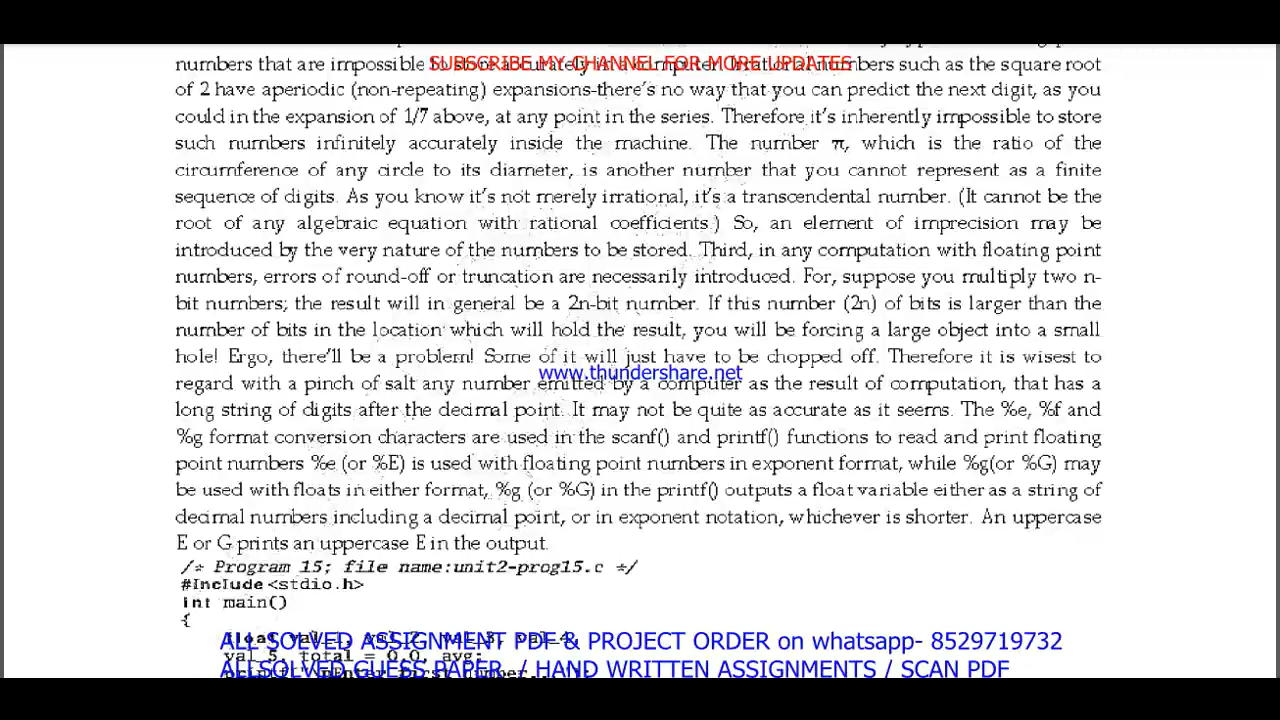 SUBSCRIBE MY CHANNEL FOR MORE UPDATES
numbers that are impossible to store accurately in a computer. Irrational numbers such as the square root
of 2 have aperiodic (non-repeating) expansions-there's no way that you can predict the next digit, as you
could in the expansion of 1/7 above, at any point in the series. Therefore it's inherently impossible to store
such numbers infinitely accurately inside the machine. The number π, which is the ratio of the
circumference of any circle to its diameter, is another number that you cannot represent as a finite
sequence of digits. As you know it's not merely irrational, it's a transcendental number. (It cannot be the
root of any algebraic equation with rational coefficients.) So, an element of imprecision may be
introduced by the very nature of the numbers to be stored. Third, in any computation with floating point
numbers, errors of round-off or truncation are necessarily introduced. For, suppose you multiply two n-
bit numbers; the result will in general be a 2n-bit number. If this number (2n) of bits is larger than the
number of bits in the location which will hold the result, you will be forcing a large object into a small
hole! Ergo, there'll be a problem! Some of it will just have to be chopped off. Therefore it is wisest to
www.thundershare.net
regard with a pinch of salt any number emitted by a computer as the result of computation, that has a
long string of digits after the decimal point. It may not be quite as accurate as it seems. The %e, %f and
%g format conversion characters are used in the scanf() and printf() functions to read and print floating
point numbers %e (or %E) is used with floating point numbers in exponent format, while %g(or %G) may
be used with floats in either format, %g (or %G) in the printf() outputs a float variable either as a string of
decimal numbers including a decimal point, or in exponent notation, whichever is shorter. An uppercase
E or G prints an uppercase E in the output.
/* Program 15; file name:unit2-prog15.c */
#Include<stdio.h>
int main()
{
float val_1, val_2, val_3, val_4,
ALL SOLVED ASSIGNMENT PDF & PROJECT ORDER on whatsapp- 8529719732
val_5, total = 0.0, avg;
ALL SOLVED GUESS PAPER / HAND WRITTEN ASSIGNMENTS / SCAN PDF